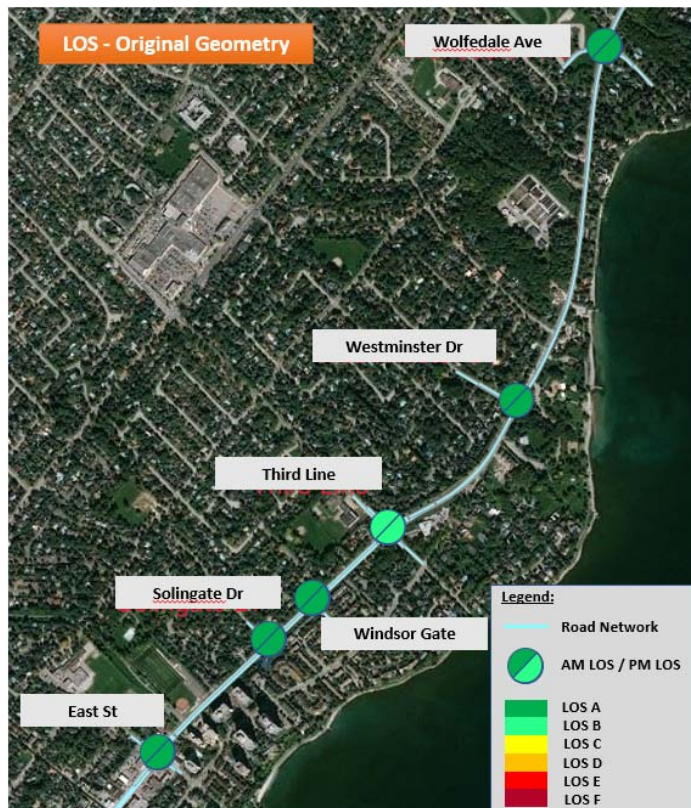 LOS - Original Geometry
Wolfedale Ave
Westminster Dr
Third Line
Solingate Dr
Windsor Gate
East St
Legend:
Road Network
AM LOS / PM LOS
LOS A
LOS B
LOS C
LOS D
LOS E
LOS F